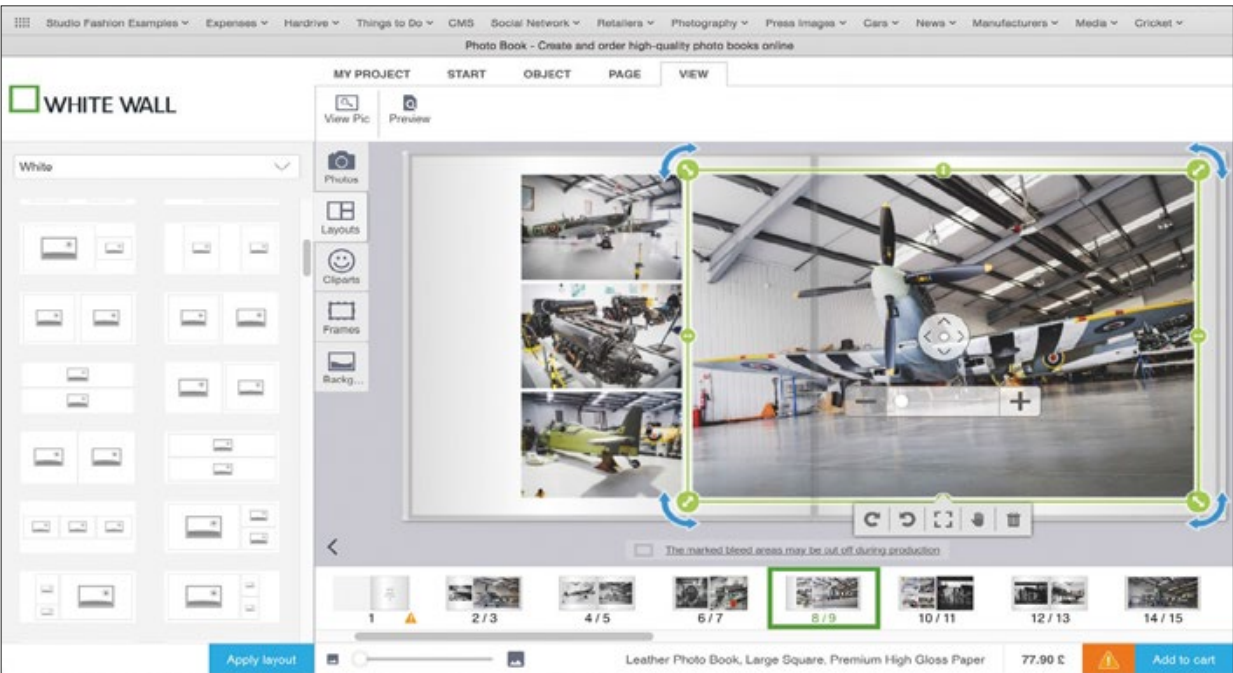 Studio Fashion Examples Expenses Hardrive Things to Do CMS Social Network Retailers Photography Press Images Cars News Manufacturers Media Cricket
Photo Book - Create and order high-quality photo books online
MY PROJECT START OBJECT PAGE VIEW
WHITE WALL
View Pic Preview
White
Photos
Layouts
Cliparts
Frames
Backg...
The marked bleed areas may be cut off during production
1 2/3 4/5 6/7 8/9 10/11 12/13 14/15
Apply layout
Leather Photo Book, Large Square, Premium High Gloss Paper 77.90 £ Add to cart